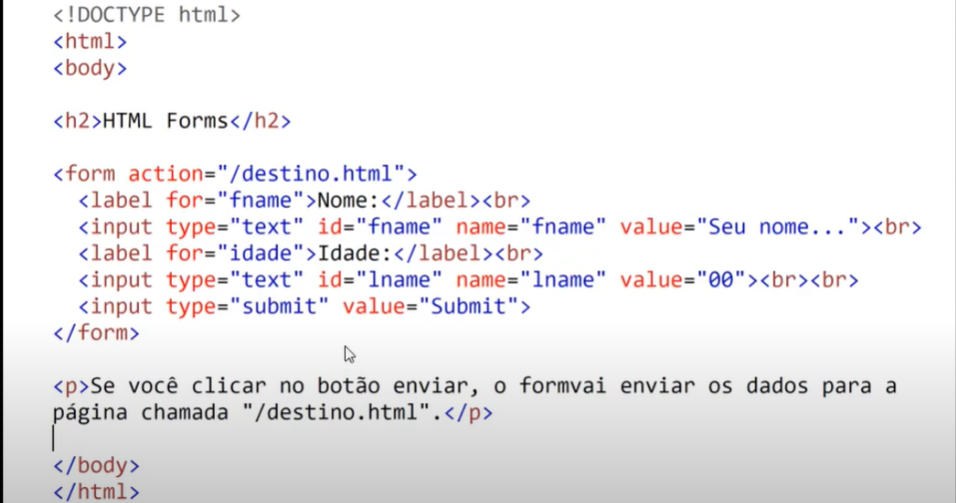 <!DOCTYPE html>
<html>
<body>
<h2>HTML Forms</h2>
<form action="/destino.html">
<label for="fname">Nome:</label><br>
<input type="text" id="fname" name="fname" value="Seu nome..."><br>
<label for="idade">Idade:</label><br>
<input type="text" id="lname" name="lname" value="00"><br><br>
<input type="submit" value="Submit">
</form>
<p>Se você clicar no botão enviar, o formvai enviar os dados para a
página chamada "/destino.html".</p>
</body>
</html>